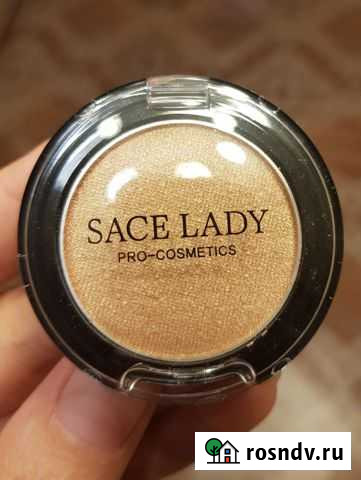 SACE LADY
PRO-COSMETICS
rosndv.ru